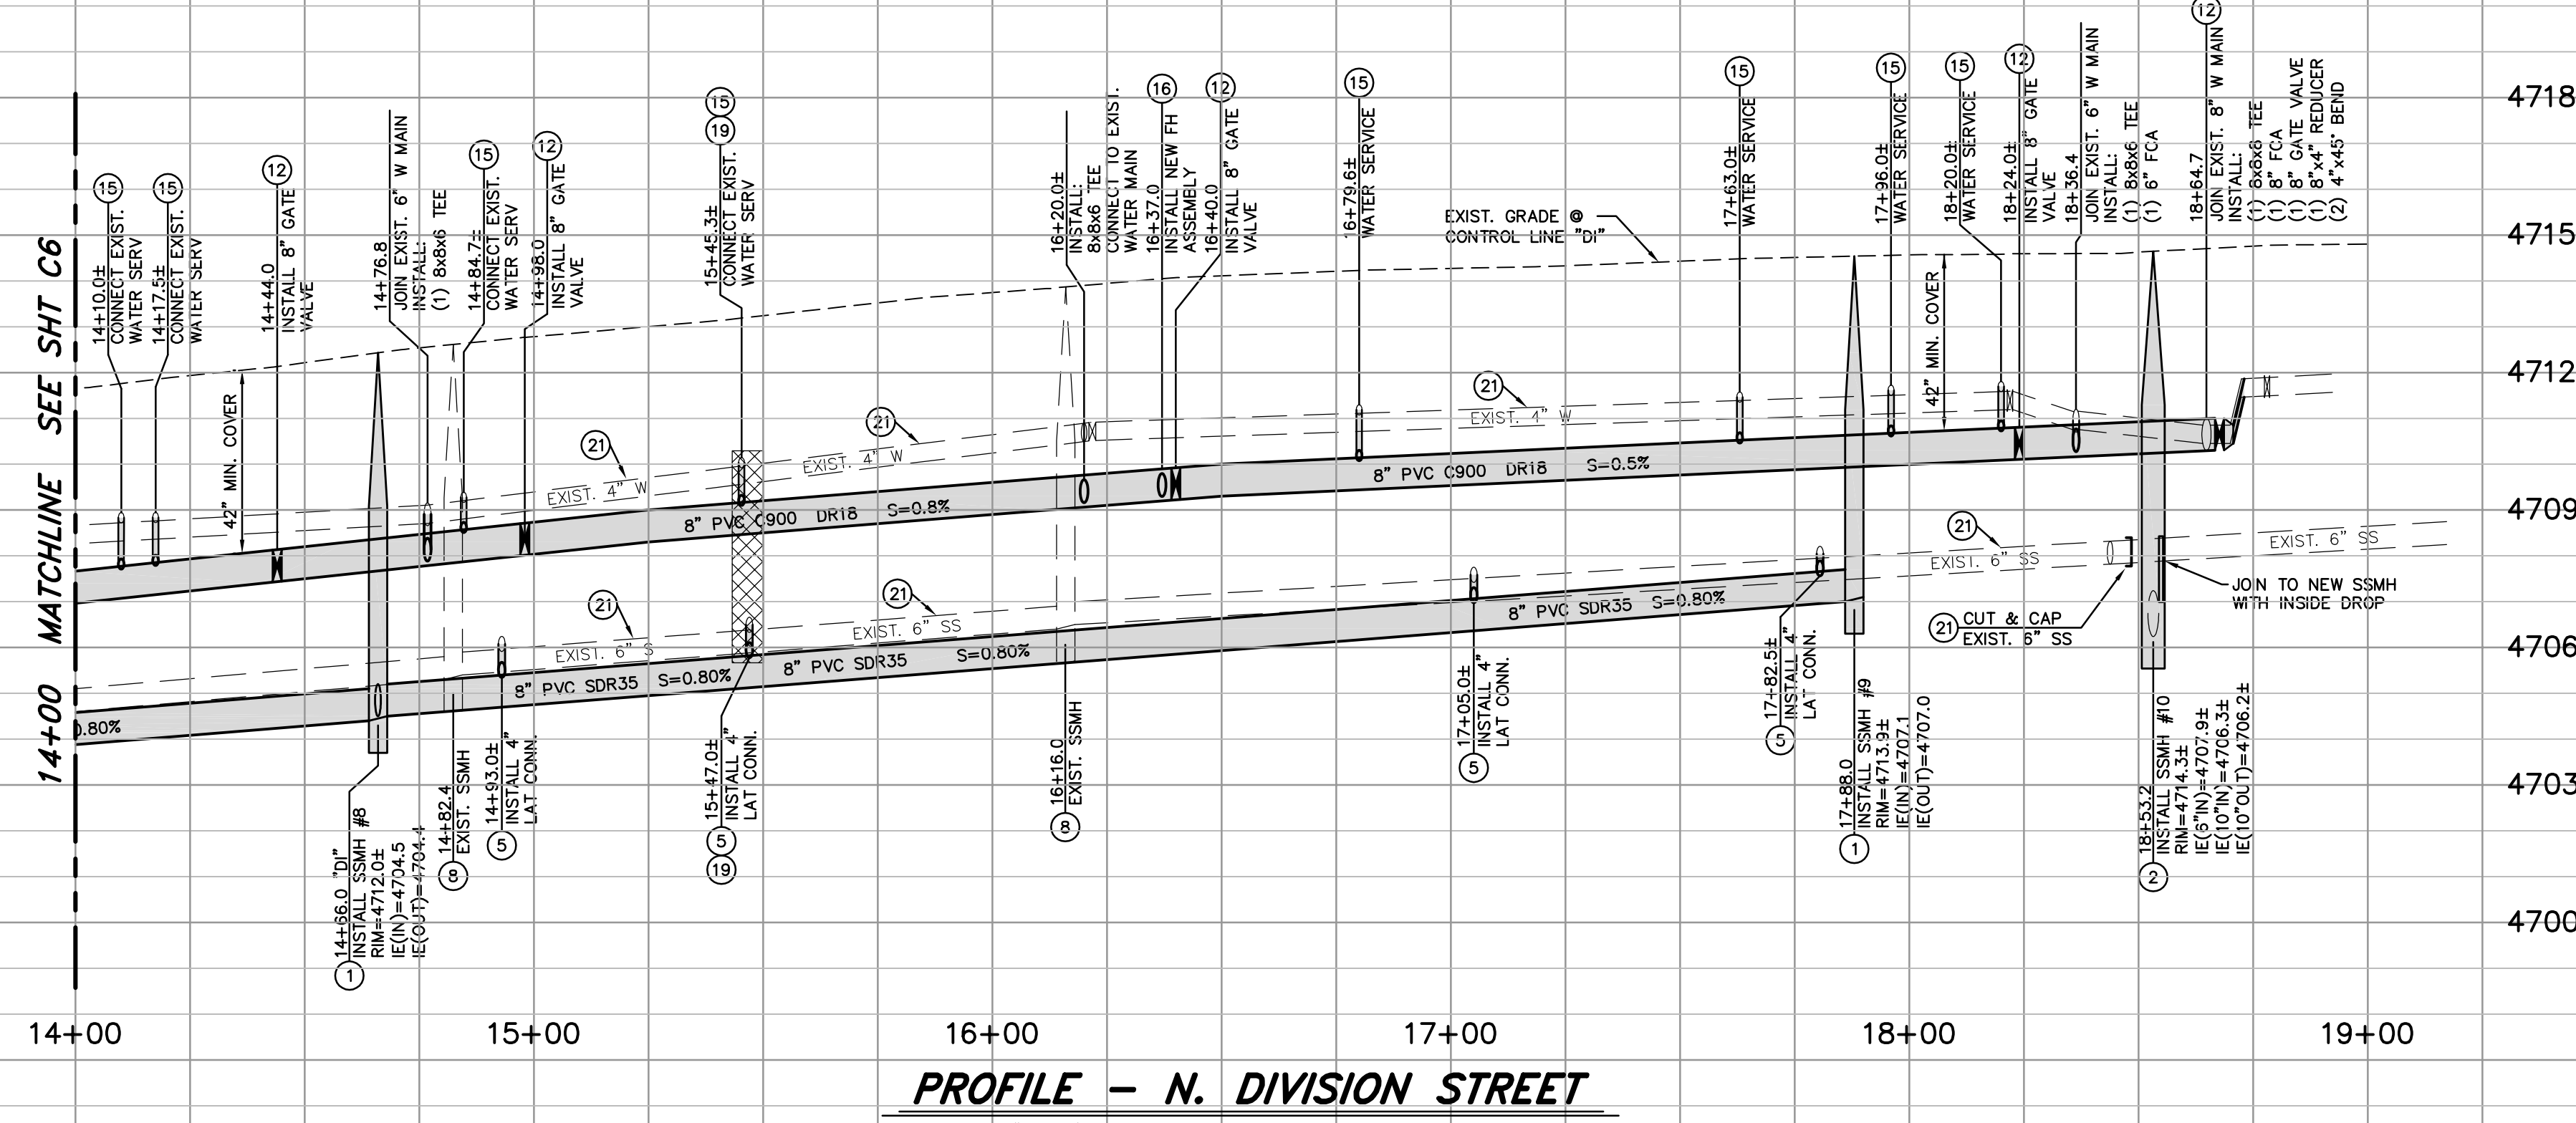 14+00 MATCHLINE SEE SHT C6
15
14+10.0±
CONNECT EXIST.
WATER SERV
15
14+17.5±
CONNECT EXIST.
WATER SERV
12
14+44.0
INSTALL 8" GATE
VALVE
14+76.8
JOIN EXIST. 6" W MAIN
INSTALL:
(1) 8x8x6 TEE
15
14+84.7±
CONNECT EXIST.
WATER SERV
12
14+98.0
INSTALL 8" GATE
VALVE
15
19
15+45.3±
CONNECT EXIST.
WATER SERV
16+20.0±
INSTALL:
8x8x6 TEE
CONNECT TO EXIST.
WATER MAIN
16
16+37.0
INSTALL NEW FH
ASSEMBLY
12
16+40.0
INSTALL 8" GATE
VALVE
15
16+79.6±
WATER SERVICE
EXIST. GRADE @
CONTROL LINE "DI"
15
17+63.0±
WATER SERVICE
15
17+96.0±
WATER SERVICE
15
18+20.0±
WATER SERVICE
12
18+24.0±
INSTALL 8" GATE
VALVE
18+36.4
JOIN EXIST. 6" W MAIN
INSTALL:
(1) 8x8x6 TEE
(1) 6" FCA
12
18+64.7
JOIN EXIST. 8" W MAIN
INSTALL:
(1) 8x8x8 TEE
(1) 8" FCA
(1) 8" GATE VALVE
(1) 8"x4" REDUCER
(2) 4"x45° BEND
4718
4715
4712
4709
4706
4703
4700
42" MIN. COVER
42" MIN. COVER
21
EXIST. 4" W
21
EXIST. 4" W
21
EXIST. 4" W
8" PVC C900 DR18 S=0.8%
8" PVC C900 DR18 S=0.5%
21
EXIST. 6" S
21
EXIST. 6" SS
21
EXIST. 6" SS
EXIST. 6" SS
0.80%
8" PVC SDR35 S=0.80%
8" PVC SDR35 S=0.80%
8" PVC SDR35 S=0.80%
JOIN TO NEW SSMH
WITH INSIDE DROP
21
CUT & CAP
EXIST. 6" SS
14+66.0 "DI"
INSTALL SSMH #8
RIM=4712.0±
IE(IN)=4704.5
IE(OUT)=4704.4
1
14+82.4
EXIST. SSMH
8
14+93.0±
INSTALL 4"
LAT CONN.
5
15+47.0±
INSTALL 4"
LAT CONN.
5
19
16+16.0
EXIST. SSMH
8
17+05.0±
INSTALL 4"
LAT CONN.
5
17+82.5±
INSTALL 4"
LAT CONN.
5
17+88.0
INSTALL SSMH #9
RIM=4713.9±
IE(IN)=4707.1
IE(OUT)=4707.0
1
18+53.2
INSTALL SSMH #10
RIM=4714.3±
IE(6"IN)=4707.9±
IE(10"IN)=4706.3±
IE(10"OUT)=4706.2±
2
14+00
15+00
16+00
17+00
18+00
19+00
PROFILE – N. DIVISION STREET